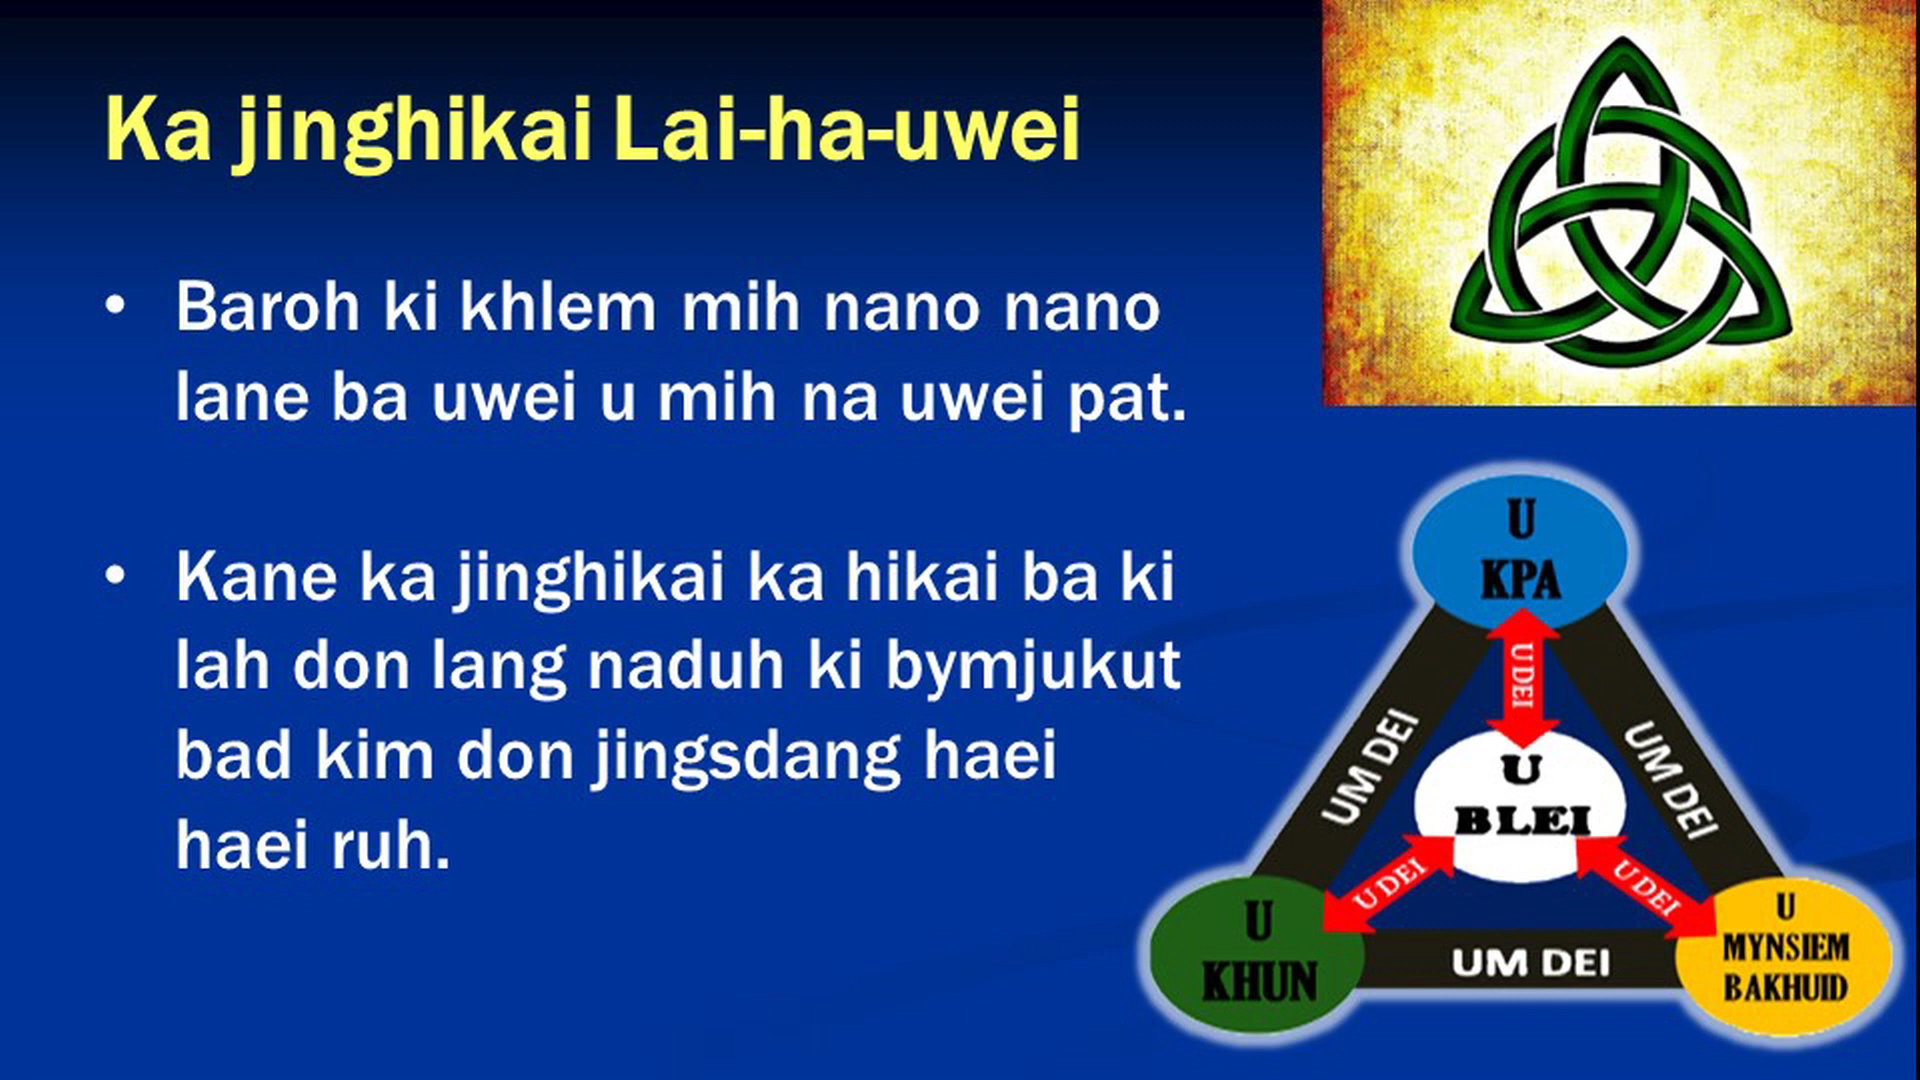 Ka jinghikai Lai-ha-uwei
• Baroh ki khlem mih nano nano
lane ba uwei u mih na uwei pat.
• Kane ka jinghikai ka hikai ba ki
lah don lang naduh ki bymjukut
bad kim don jingsdang haei
haei ruh.
U
KPA
U DEI
UM DEI
UM DEI
U
BLEI
U DEI
U DEI
U
KHUN
UM DEI
U
MYNSIEM
BAKHUID